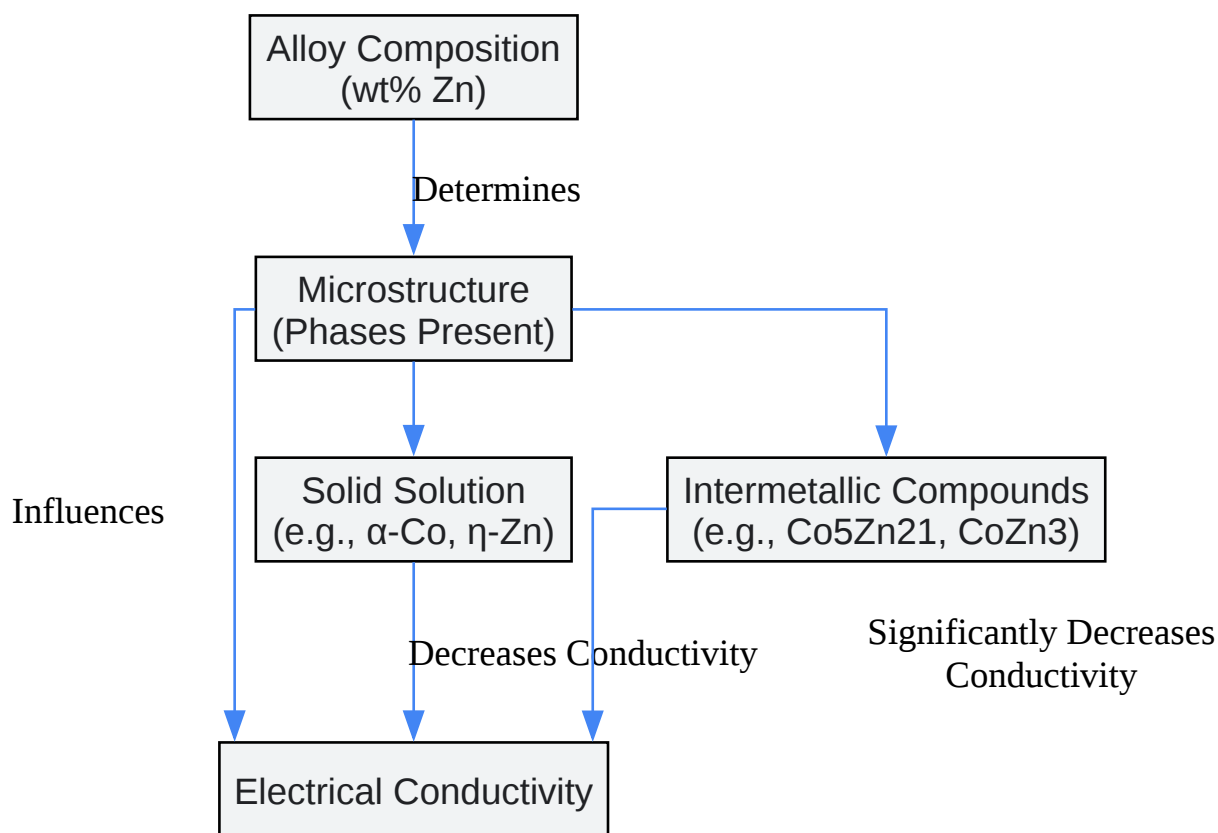 Alloy Composition
(wt% Zn)
Determines
Microstructure
(Phases Present)
Influences
Solid Solution
(e.g., α-Co, η-Zn)
Intermetallic Compounds
(e.g., Co5Zn21, CoZn3)
Decreases Conductivity
Significantly Decreases
Conductivity
Electrical Conductivity